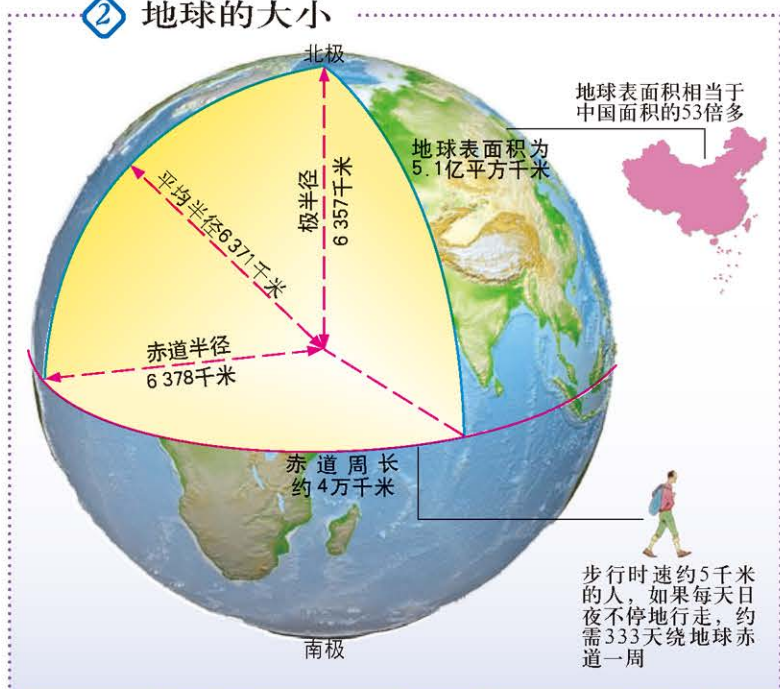 2 地球的大小
北极
地球表面积相当于
中国面积的53倍多
地球表面积为
5.1亿平方千米
极半径
6 357千米
平均半径6 371千米
赤道半径
6 378千米
赤道周长
约4万千米
步行时速约5千米
的人，如果每天日
夜不停地行走，约
需333天绕地球赤
道一周
南极